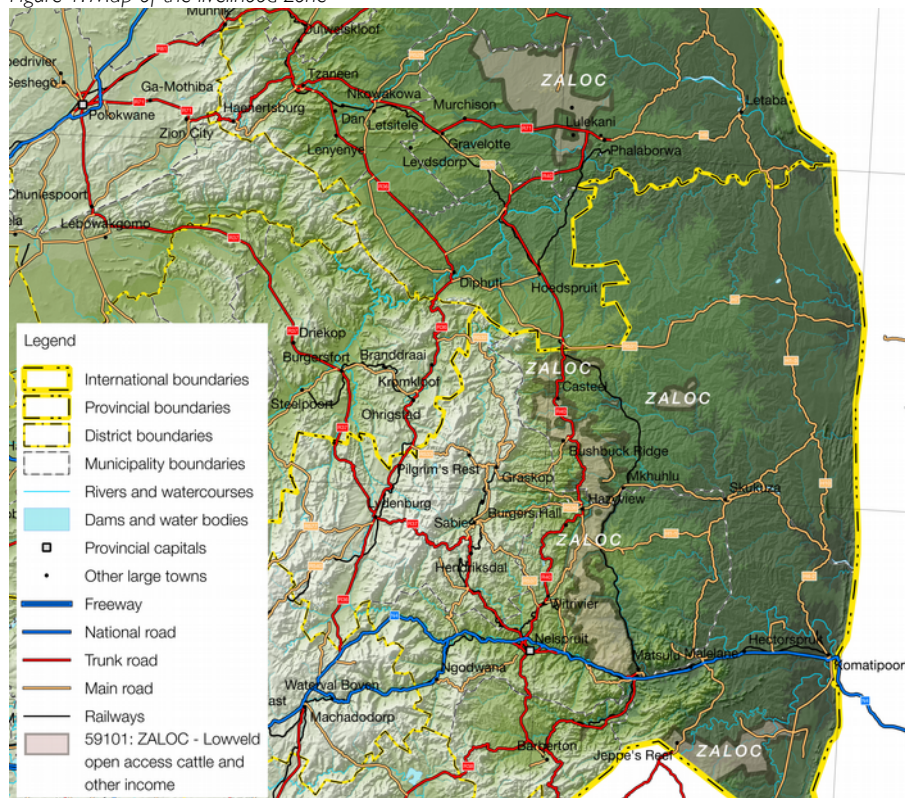 Figure 1. Map of the livelihood zone
Munnik
Duiwelskloof
Seshego
Tzaneen
ZALOC
Ga-Mothiba
Nkowakowa
Letaba
Polokwane
Haenertsburg
Murchison
Dan
Letsitele
Lulekani
Zion City
Gravelotte
Lenyenye
Phalaborwa
Leydsdorp
Chuniespoort
Lebowakgomo
Diphuti
Hoedspruit
Driekop
Burgersfort
Branddraai
ZALOC
Kromkloof
Casteel
ZALOC
Steelpoort
Ohrigstad
Bushbuck Ridge
Pilgrim's Rest
Graskop
Mkhuhlu
Skukuza
Lydenburg
Burgers Hall
Hazyview
Sabie
ZALOC
Hendriksdal
Witrivier
Nelspruit
Hectorspruit
Matsulu
Malelane
Komatipoort
Ngodwana
Waterval Boven
Machadodorp
Barberton
Jeppe's Reef
ZALOC
Legend
International boundaries
Provincial boundaries
District boundaries
Municipality boundaries
Rivers and watercourses
Dams and water bodies
Provincial capitals
Other large towns
Freeway
National road
Trunk road
Main road
Railways
59101: ZALOC - Lowveld
open access cattle and
other income